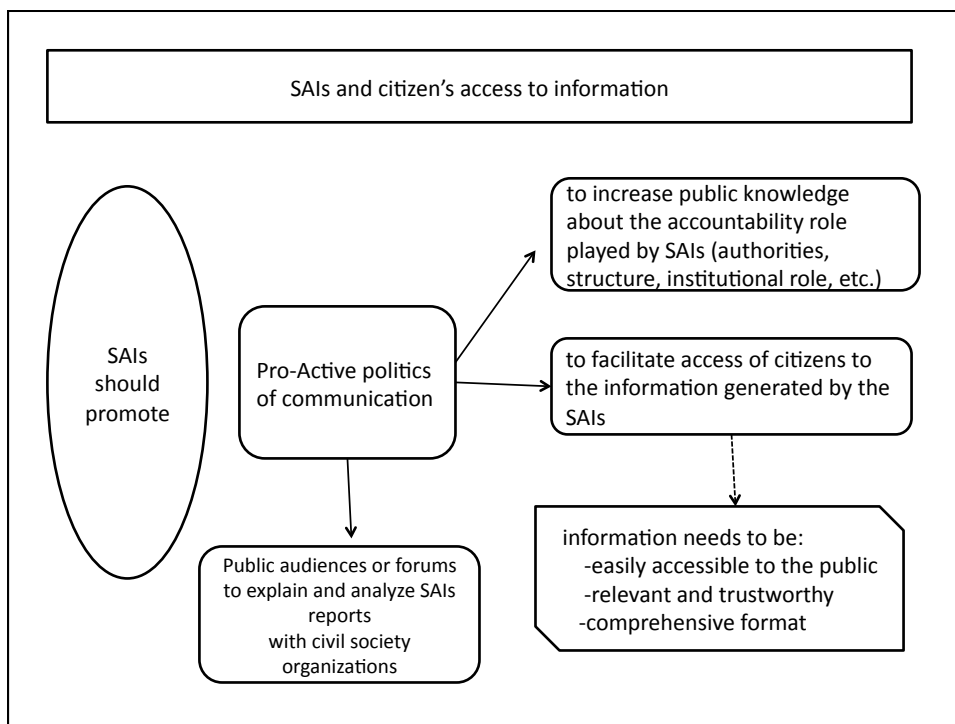 SAIs and citizen’s access to information
SAIs
should
promote
Pro-Active politics
of communication
to increase public knowledge
about the accountability role
played by SAIs (authorities,
structure, institutional role, etc.)
to facilitate access of citizens to
the information generated by the
SAIs
Public audiences or forums
to explain and analyze SAIs
reports
with civil society
organizations
information needs to be:
-easily accessible to the public
-relevant and trustworthy
-comprehensive format